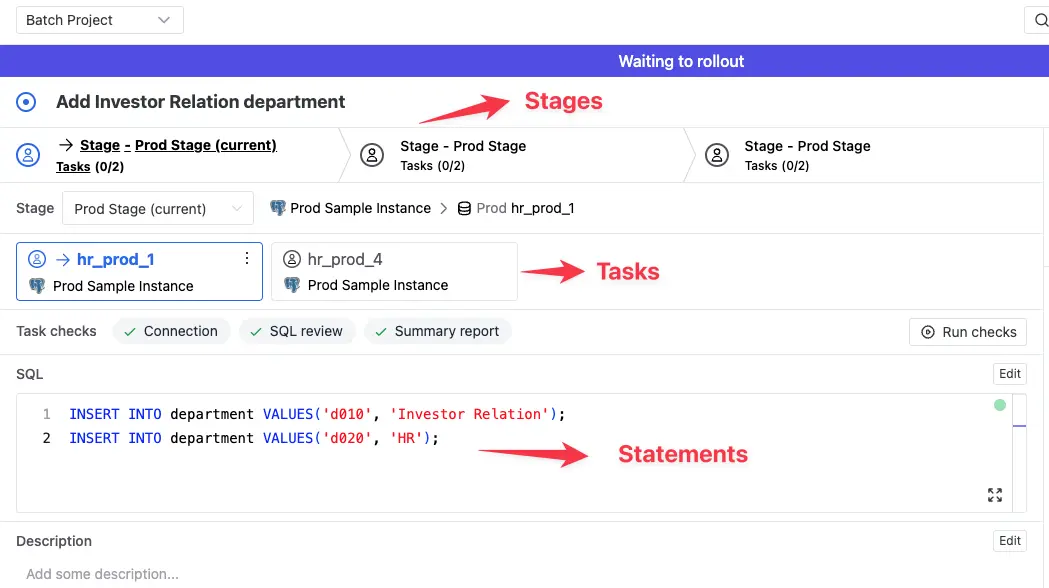 Batch Project
Waiting to rollout
Add Investor Relation department
Stages
→ Stage - Prod Stage (current)
Tasks (0/2)
Stage - Prod Stage
Tasks (0/2)
Stage - Prod Stage
Tasks (0/2)
Stage Prod Stage (current) Prod Sample Instance > Prod hr_prod_1
→ hr_prod_1
Prod Sample Instance
hr_prod_4
Prod Sample Instance
Tasks
Task checks Connection SQL review Summary report Run checks
SQL Edit
1 INSERT INTO department VALUES('d010', 'Investor Relation');
2 INSERT INTO department VALUES('d020', 'HR');
Statements
Description Edit
Add some description...